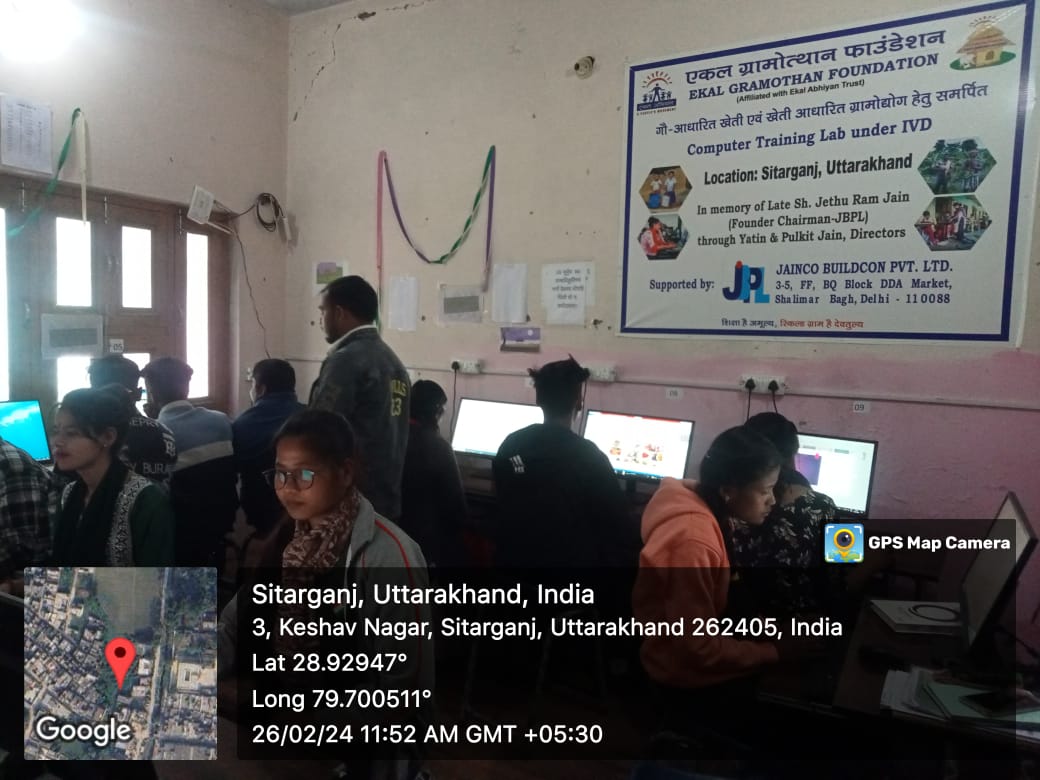 एकल ग्रामोत्थान फाउंडेशन
EKAL GRAMOTHAN FOUNDATION
(Affiliated with Ekal Abhiyan Trust)
गौ-आधारित खेती एवं खेती आधारित ग्रामोद्योग हेतु समर्पित
Computer Training Lab under IVD
Location: Sitarganj, Uttarakhand
In memory of Late Sh. Jethu Ram Jain
(Founder Chairman-JBPL)
through Yatin & Pulkit Jain, Directors
Supported by:
JPL
JAINCO BUILDCON PVT. LTD.
3-5, FF, BQ Block DDA Market,
Shalimar Bagh, Delhi - 110088
05
08
09
GPS Map Camera
Sitarganj, Uttarakhand, India
3, Keshav Nagar, Sitarganj, Uttarakhand 262405, India
Lat 28.92947°
Long 79.700511°
26/02/24 11:52 AM GMT +05:30
Google